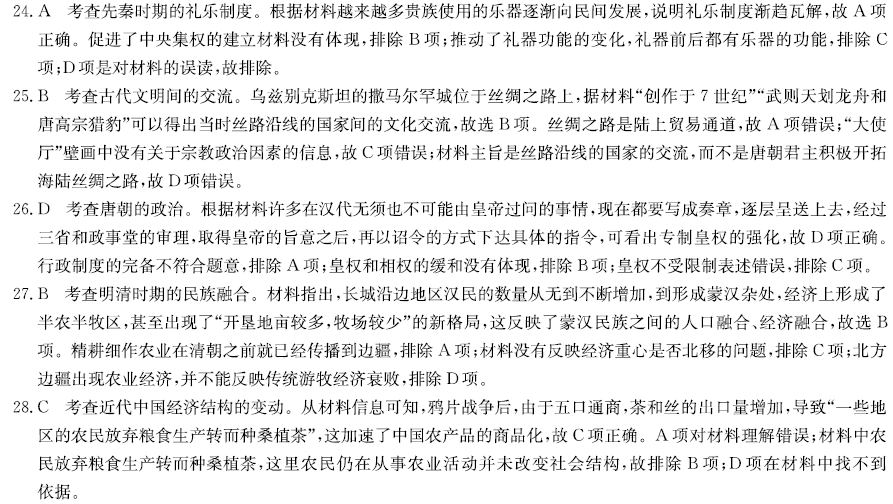 24. A　考查先秦时期的礼乐制度。根据材料越来越多贵族使用的乐器逐渐向民间发展,说明礼乐制度渐趋瓦解,故 A 项
正确。促进了中央集权的建立材料没有体现,排除 B 项;推动了礼器功能的变化,礼器前后都有乐器的功能,排除 C
项;D 项是对材料的误读,故排除。
25. B　考查古代文明间的交流。乌兹别克斯坦的撒马尔罕城位于丝绸之路上,据材料“创作于 7 世纪”“武则天划龙舟和
唐高宗猎豹”可以得出当时丝路沿线的国家间的文化交流,故选 B 项。丝绸之路是陆上贸易通道,故 A 项错误;“大使
厅”壁画中没有关于宗教政治因素的信息,故 C 项错误;材料主旨是丝路沿线的国家的交流,而不是唐朝君主积极开拓
海陆丝绸之路,故 D 项错误。
26. D　考查唐朝的政治。根据材料许多在汉代无须也不可能由皇帝过问的事情,现在都要写成奏章,逐层呈送上去,经过
三省和政事堂的审理,取得皇帝的旨意之后,再以诏令的方式下达具体的指令,可看出专制皇权的强化,故 D 项正确。
行政制度的完备不符合题意,排除 A 项;皇权和相权的缓和没有体现,排除 B 项;皇权不受限制表述错误,排除 C 项。
27. B　考查明清时期的民族融合。材料指出,长城沿边地区汉民的数量从无到不断增加,到形成蒙汉杂处,经济上形成了
半农半牧区,甚至出现了“开垦地亩较多,牧场较少”的新格局,这反映了蒙汉民族之间的人口融合、经济融合,故选 B
项。精耕细作农业在清朝之前就已经传播到边疆,排除 A 项;材料没有反映经济重心是否北移的问题,排除 C 项;北方
边疆出现农业经济,并不能反映传统游牧经济衰败,排除 D 项。
28. C　考查近代中国经济结构的变动。从材料信息可知,鸦片战争后,由于五口通商,茶和丝的出口量增加,导致“一些地
区的农民放弃粮食生产转而种桑植茶”,这加速了中国农产品的商品化,故 C 项正确。A 项对材料理解错误;材料中农
民放弃粮食生产转而种桑植茶,这里农民仍在从事农业活动并未改变社会结构,故排除 B 项;D 项在材料中找不到
依据。